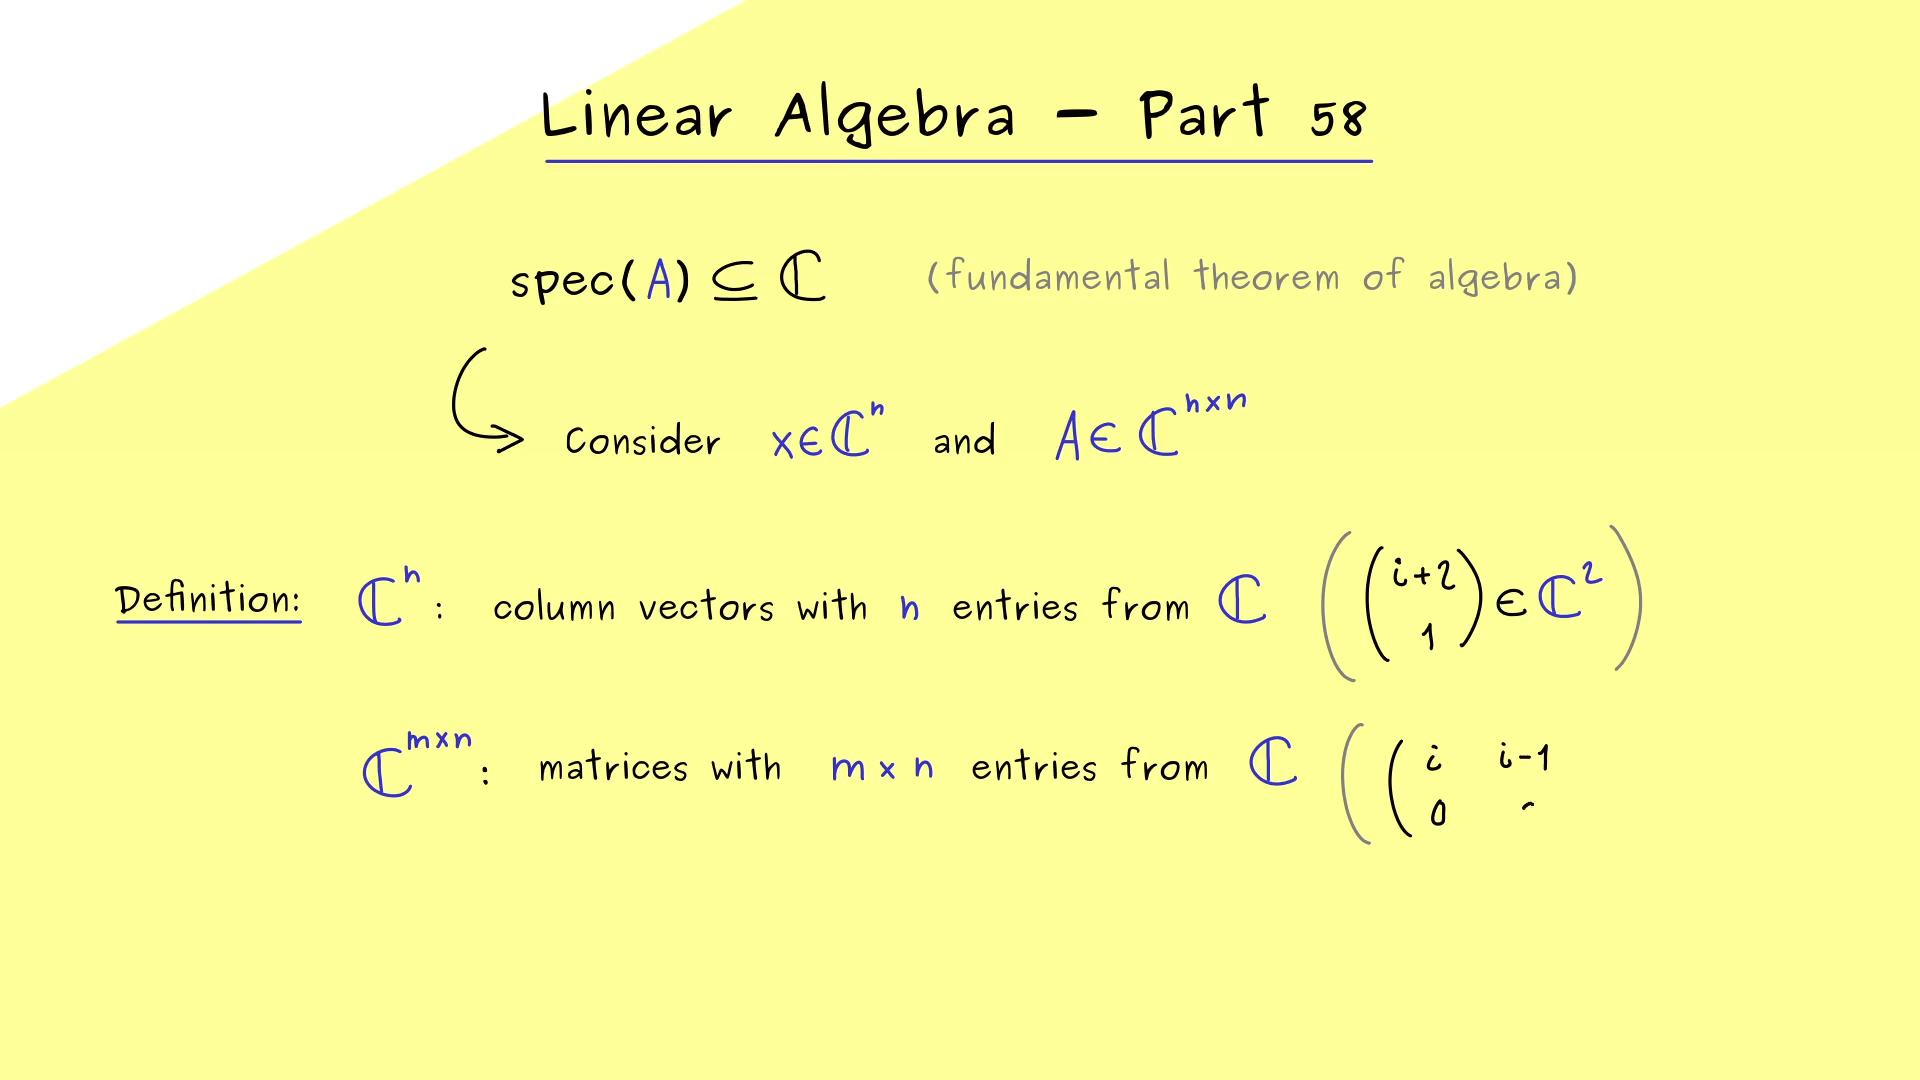 Linear Algebra – Part 58
spec(A) ⊆ ℂ (fundamental theorem of algebra)
Consider x∈ℂⁿ and A∈ℂⁿˣⁿ
Definition: ℂⁿ: column vectors with n entries from ℂ ((i+2
1) ∈ ℂ²)
ℂᵐˣⁿ: matrices with m×n entries from ℂ ((i i-1
0